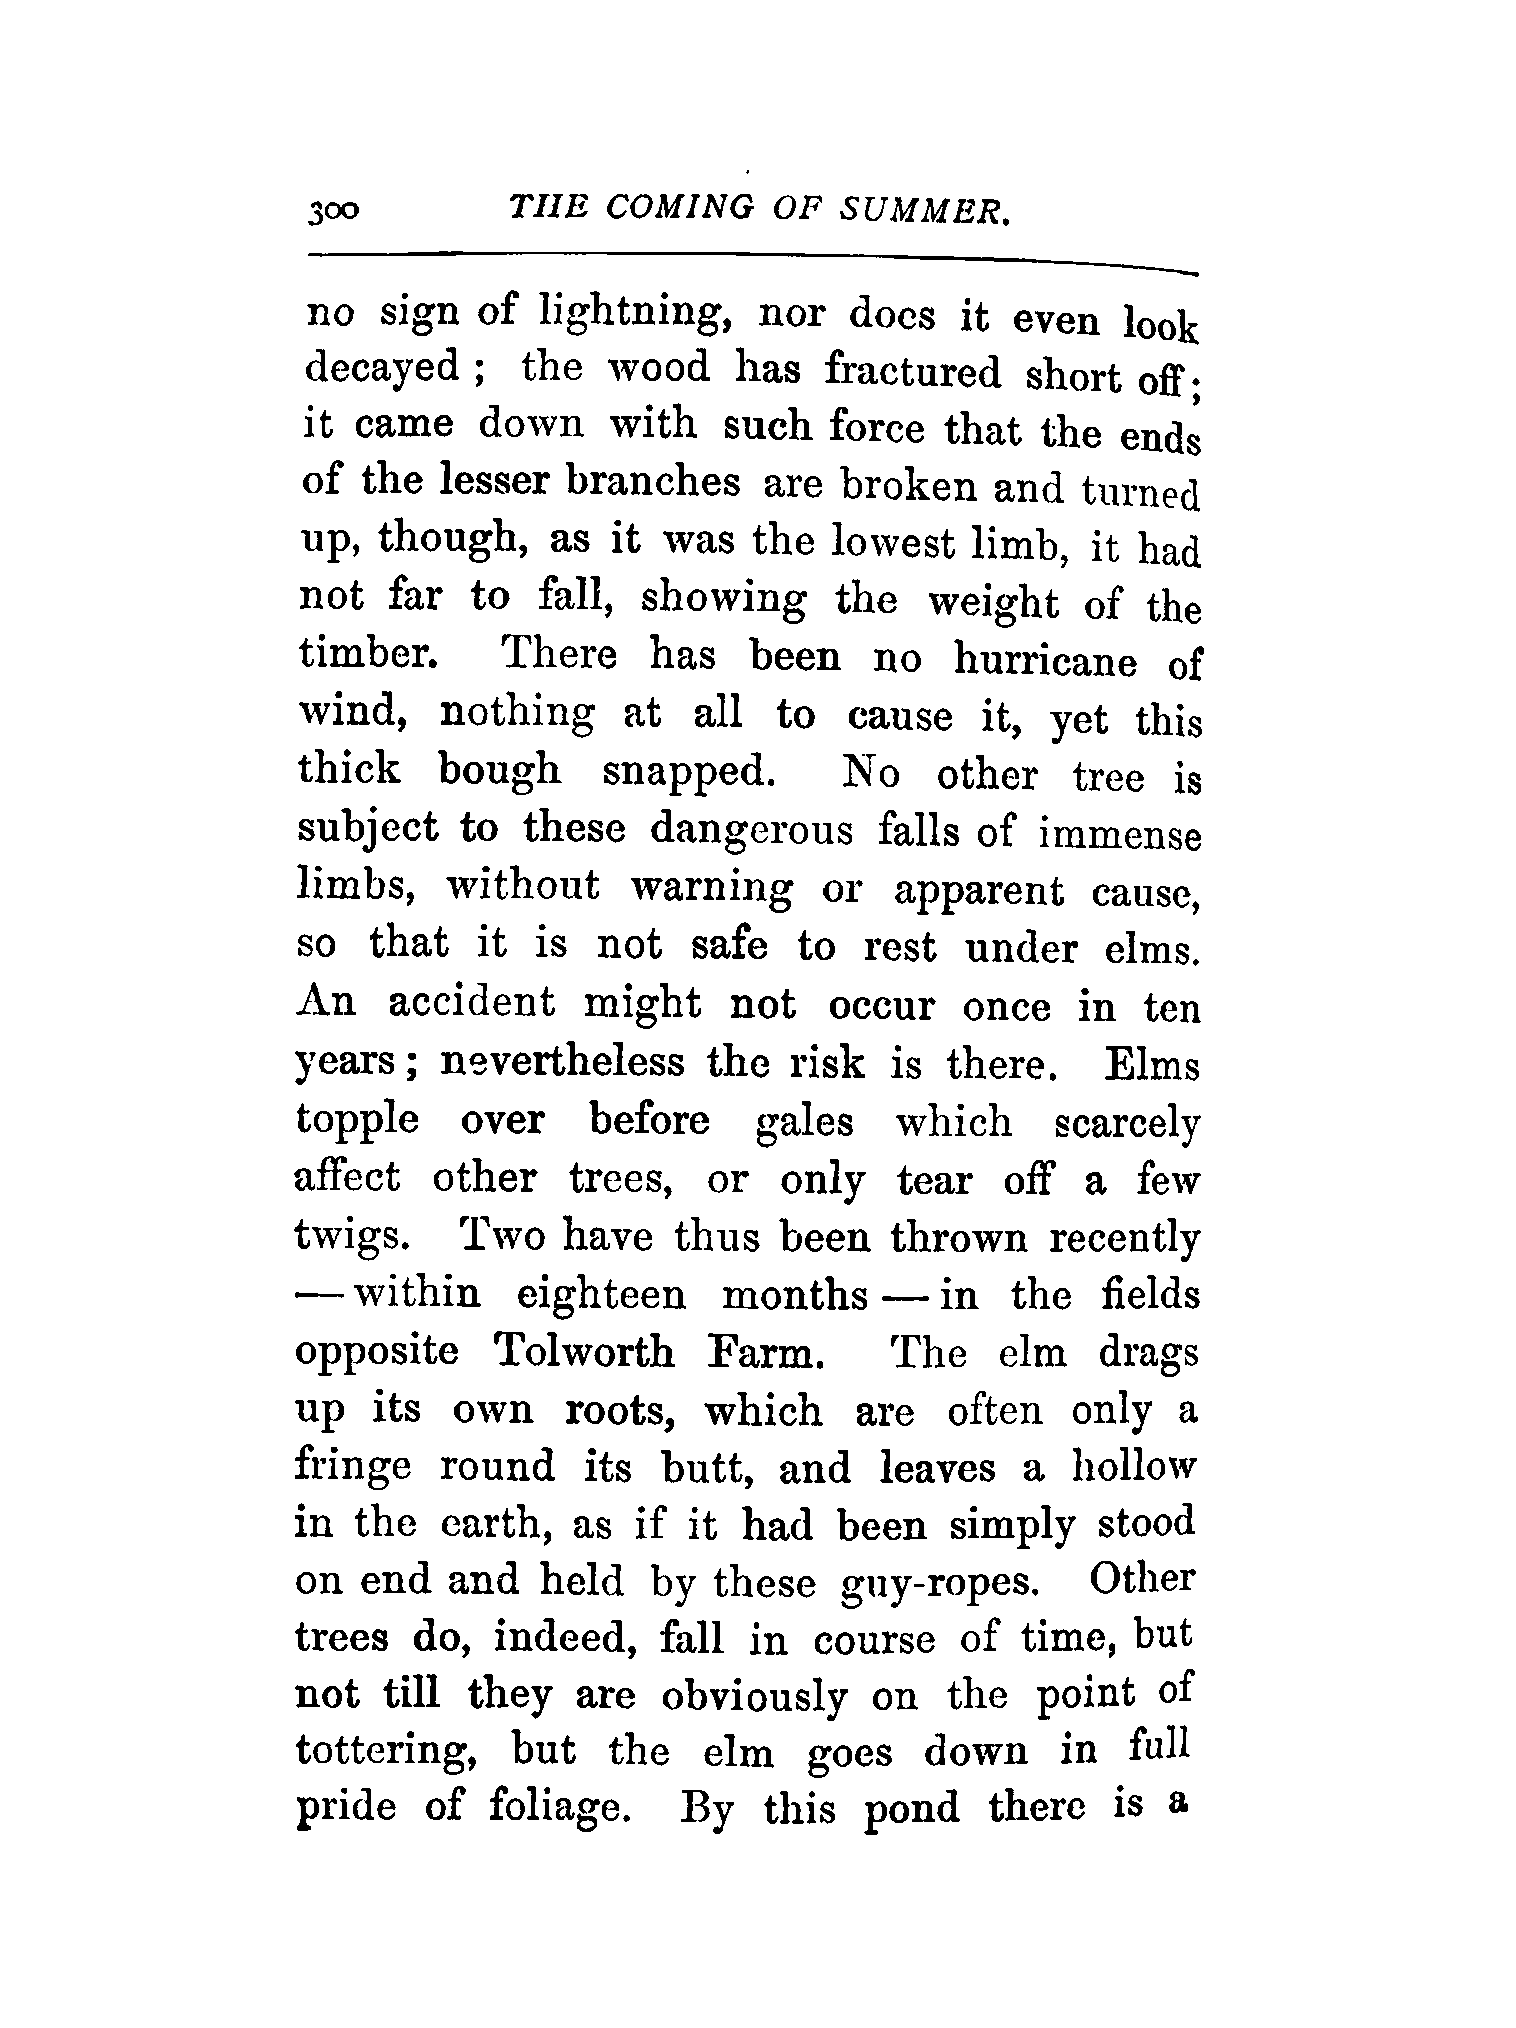 300 THE COMING OF SUMMER.
no sign of lightning, nor does it even look
decayed ; the wood has fractured short off ;
it came down with such force that the ends
of the lesser branches are broken and turned
up, though, as it was the lowest limb, it had
not far to fall, showing the weight of the
timber. There has been no hurricane of
wind, nothing at all to cause it, yet this
thick bough snapped. No other tree is
subject to these dangerous falls of immense
limbs, without warning or apparent cause,
so that it is not safe to rest under elms.
An accident might not occur once in ten
years ; nevertheless the risk is there. Elms
topple over before gales which scarcely
affect other trees, or only tear off a few
twigs. Two have thus been thrown recently
— within eighteen months — in the fields
opposite Tolworth Farm. The elm drags
up its own roots, which are often only a
fringe round its butt, and leaves a hollow
in the earth, as if it had been simply stood
on end and held by these guy-ropes. Other
trees do, indeed, fall in course of time, but
not till they are obviously on the point of
tottering, but the elm goes down in full
pride of foliage. By this pond there is a